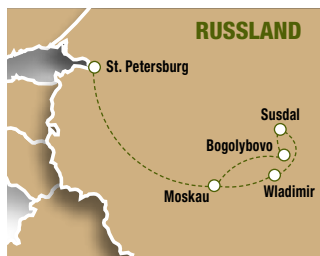 RUSSLAND
St. Petersburg
Susdal
Bogolybovo
Moskau
Wladimir